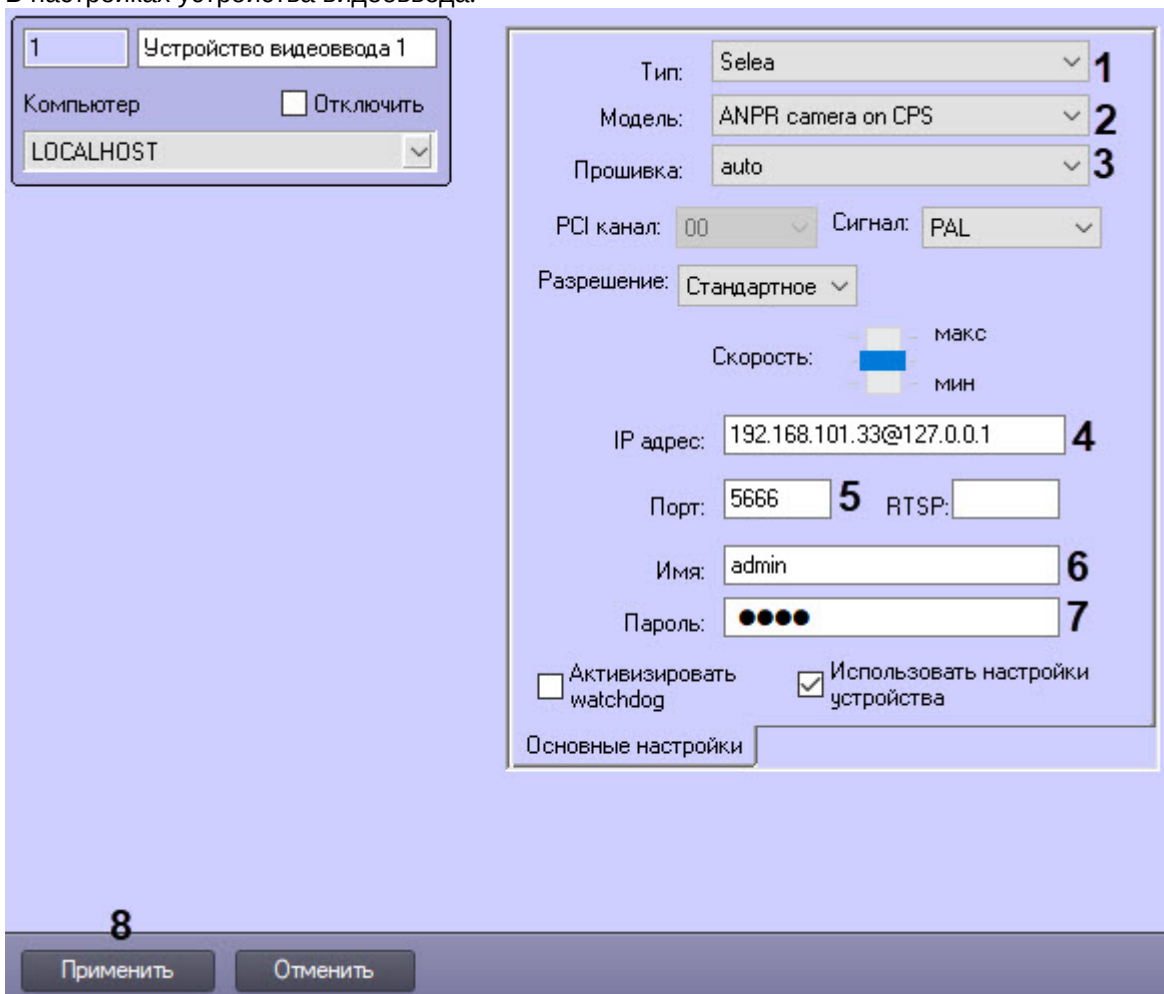 В настройках устройства видеоввода:
1 Устройство видеоввода 1
Компьютер Отключить
LOCALHOST
Тип: Selea 1
Модель: ANPR camera on CPS 2
Прошивка: auto 3
PCI канал: 00 Сигнал: PAL
Разрешение: Стандартное
макс
Скорость:
мин
IP адрес: 192.168.101.33@127.0.0.1 4
Порт: 5666 5 RTSP:
Имя: admin 6
Пароль: ●●●● 7
Активизировать watchdog
Использовать настройки устройства
Основные настройки
8
Применить Отменить